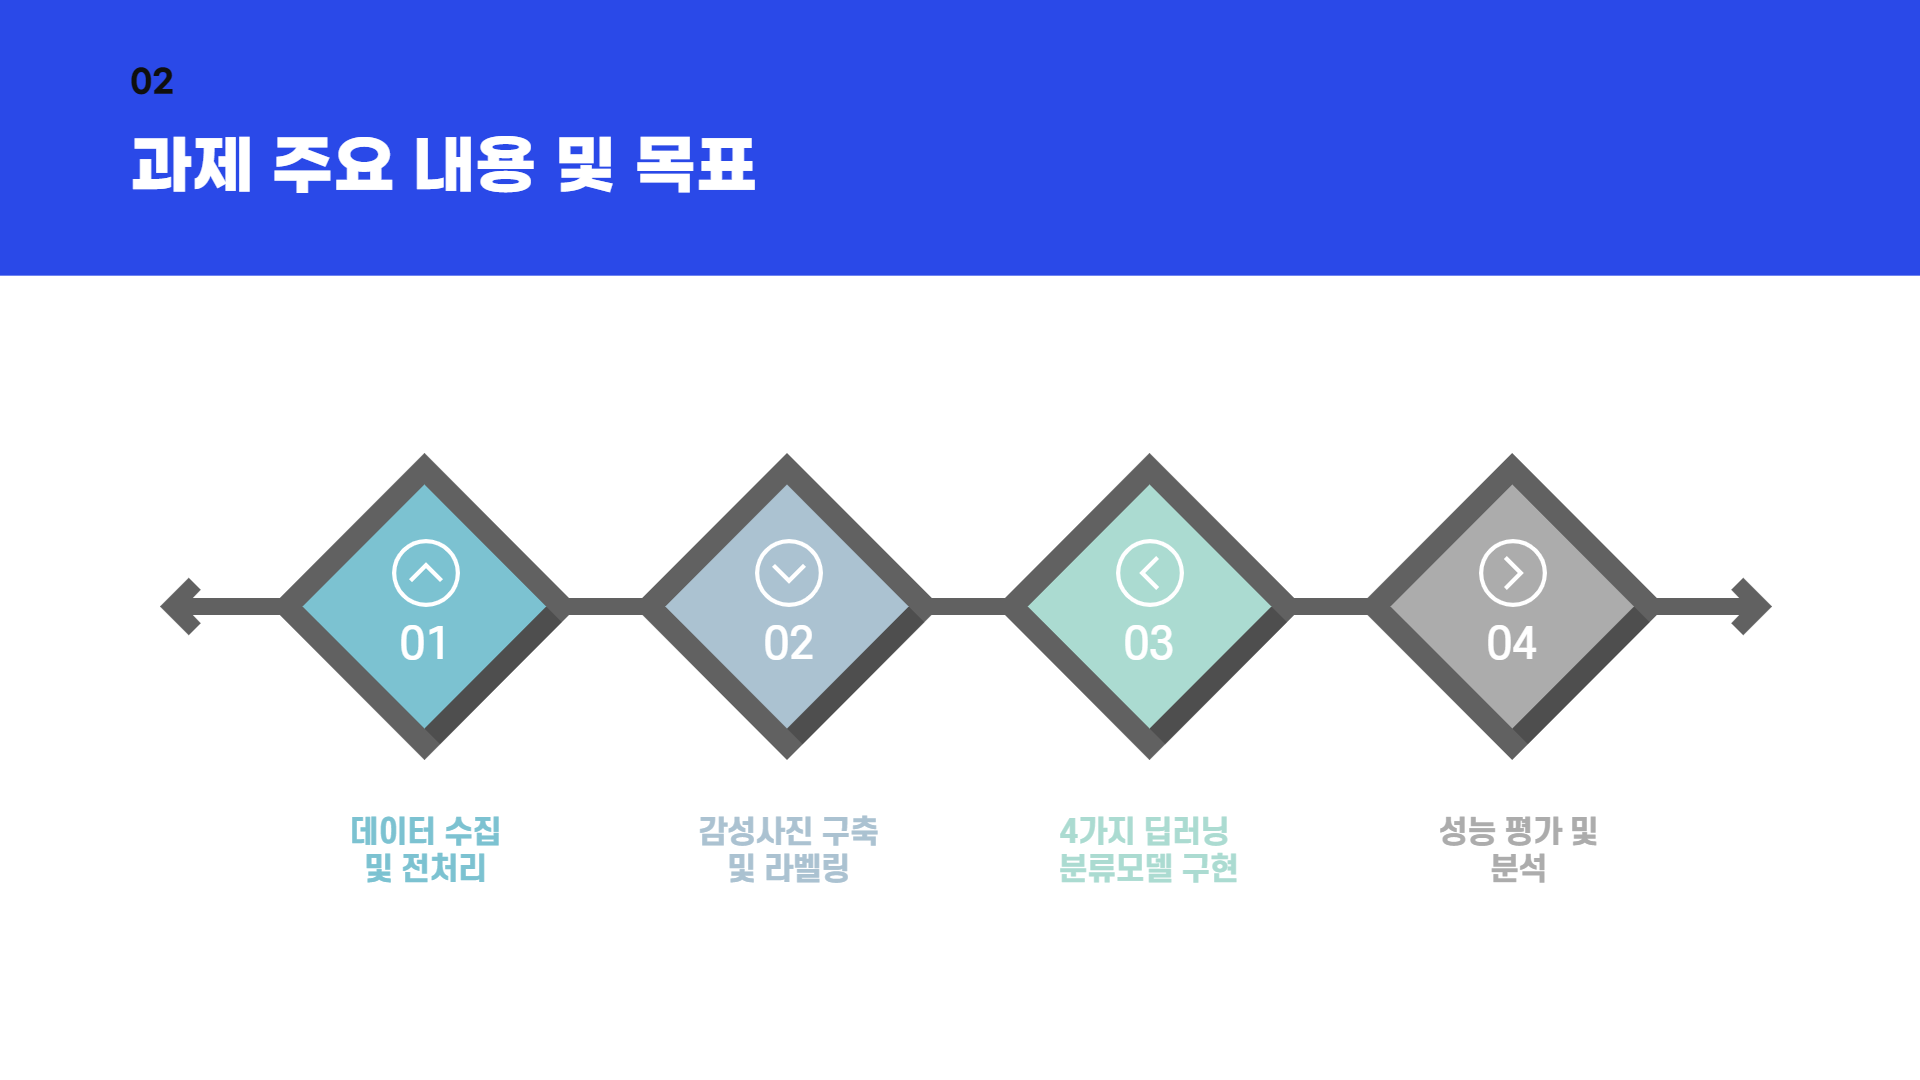 02
과제 주요 내용 및 목표
01
02
03
04
데이터 수집
및 전처리
감성사진 구축
및 라벨링
4가지 딥러닝
분류모델 구현
성능 평가 및
분석